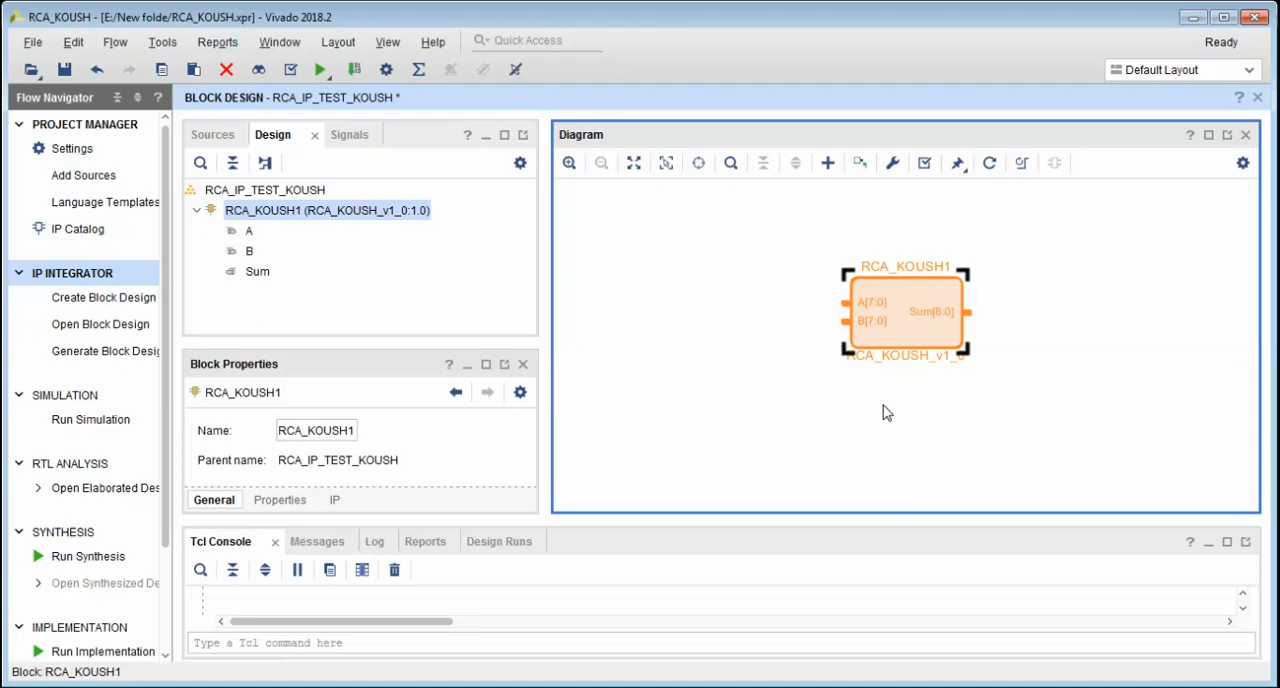 RCA_KOUSH - [E:/New folde/RCA_KOUSH.xpr] - Vivado 2018.2
File Edit Flow Tools Reports Window Layout View Help Quick Access Ready
Default Layout
Flow Navigator
BLOCK DESIGN - RCA_IP_TEST_KOUSH *
PROJECT MANAGER
Settings
Add Sources
Language Templates
IP Catalog
IP INTEGRATOR
Create Block Design
Open Block Design
Generate Block Desig
SIMULATION
Run Simulation
RTL ANALYSIS
Open Elaborated Des
SYNTHESIS
Run Synthesis
Open Synthesized De
IMPLEMENTATION
Run Implementation
Sources Design Signals
RCA_IP_TEST_KOUSH
RCA_KOUSH1 (RCA_KOUSH_v1_0:1.0)
A
B
Sum
Block Properties
RCA_KOUSH1
Name: RCA_KOUSH1
Parent name: RCA_IP_TEST_KOUSH
General Properties IP
Diagram
RCA_KOUSH1
A[7:0]
B[7:0]
Sum[8:0]
RCA_KOUSH_v1_0
Tcl Console Messages Log Reports Design Runs
Type a Tcl command here
Block: RCA_KOUSH1